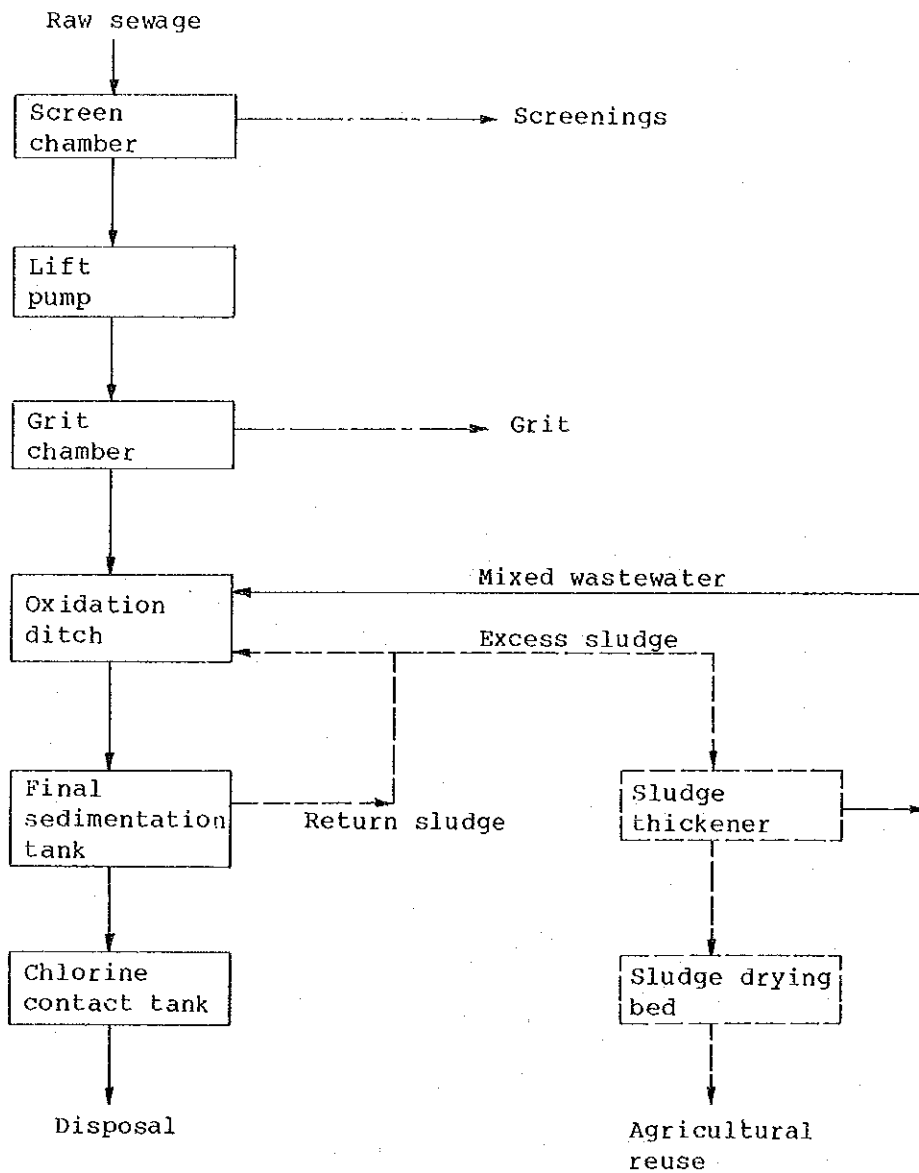 Raw sewage
Screen
chamber
Screenings
Lift
pump
Grit
chamber
Grit
Mixed wastewater
Oxidation
ditch
Excess sludge
Final
sedimentation
tank
Return sludge
Sludge
thickener
Chlorine
contact tank
Sludge drying
bed
Disposal
Agricultural
reuse